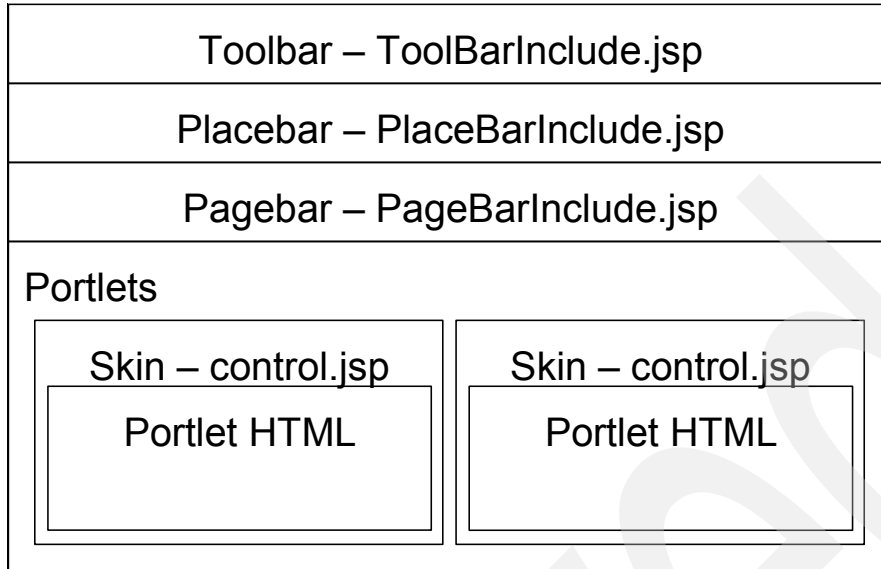 Toolbar – ToolBarInclude.jsp
Placebar – PlaceBarInclude.jsp
Pagebar – PageBarInclude.jsp
Portlets
Skin – control.jsp
Portlet HTML
Skin – control.jsp
Portlet HTML